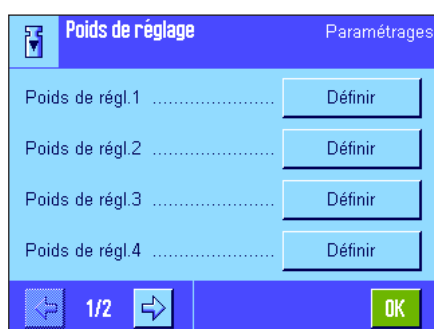 Poids de réglage Paramétrages
Poids de régl.1 ....................... Définir
Poids de régl.2 ....................... Définir
Poids de régl.3 ....................... Définir
Poids de régl.4 ....................... Définir
1/2 OK